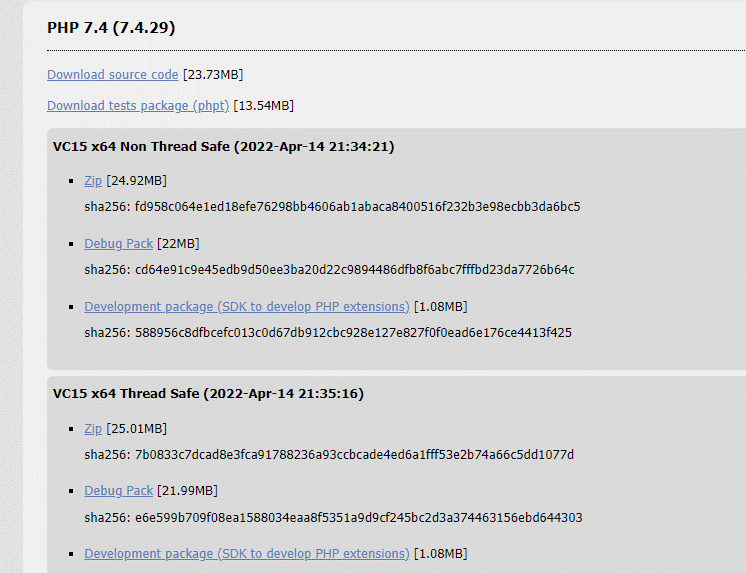 PHP 7.4 (7.4.29)
Download source code [23.73MB]
Download tests package (phpt) [13.54MB]
VC15 x64 Non Thread Safe (2022-Apr-14 21:34:21)
Zip [24.92MB]
sha256: fd958c064e1ed18efe76298bb4606ab1abaca8400516f232b3e98ecbb3da6bc5
Debug Pack [22MB]
sha256: cd64e91c9e45edb9d50ee3ba20d22c9894486dfb8f6abc7fffbd23da7726b64c
Development package (SDK to develop PHP extensions) [1.08MB]
sha256: 588956c8dfbcefc013c0d67db912cbc928e127e827f0f0ead6e176ce4413f425
VC15 x64 Thread Safe (2022-Apr-14 21:35:16)
Zip [25.01MB]
sha256: 7b0833c7dcad8e3fca91788236a93ccbcade4ed6a1fff53e2b74a66c5dd1077d
Debug Pack [21.99MB]
sha256: e6e599b709f08ea1588034eaa8f5351a9d9cf245bc2d3a374463156ebd644303
Development package (SDK to develop PHP extensions) [1.08MB]